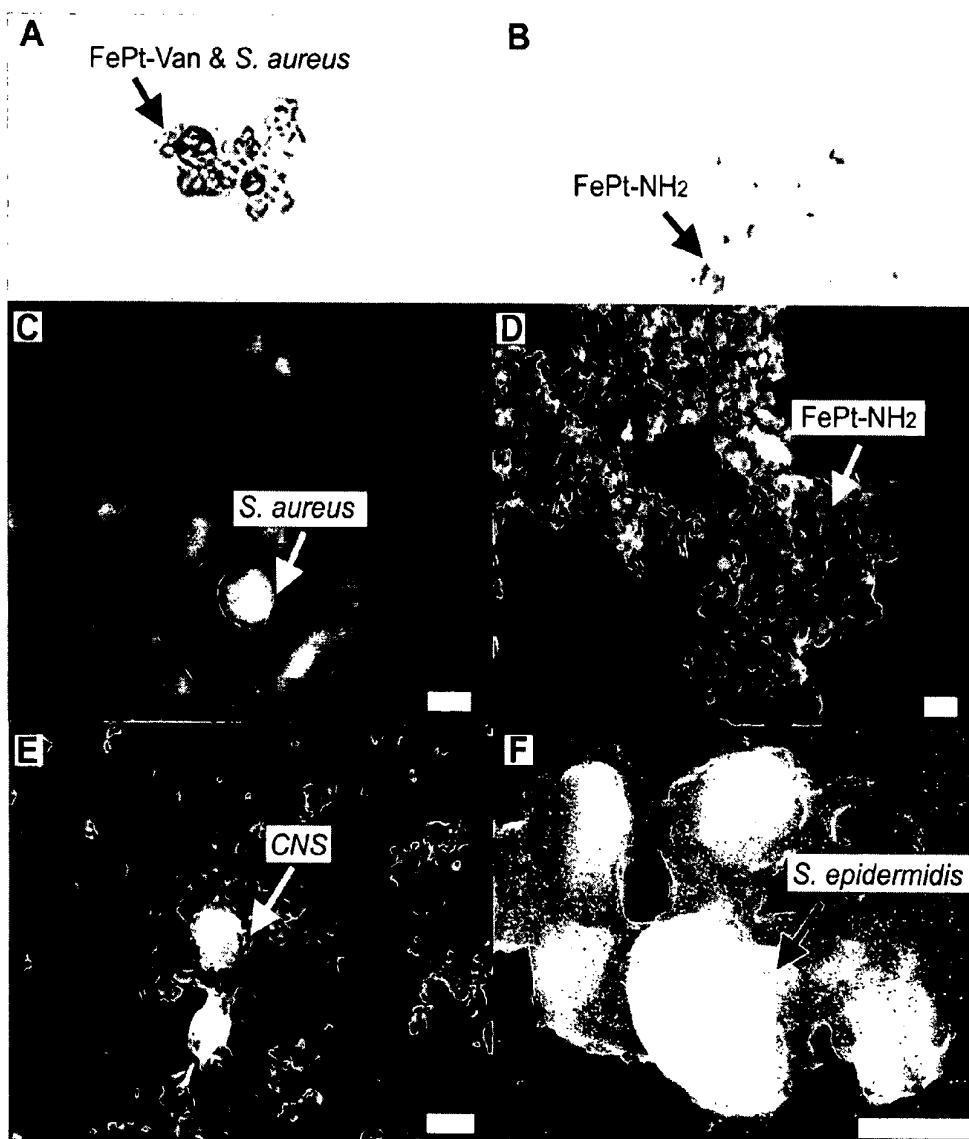 A
FePt-Van & S. aureus
B
FePt-NH2
C
S. aureus
D
FePt-NH2
E
CNS
F
S. epidermidis